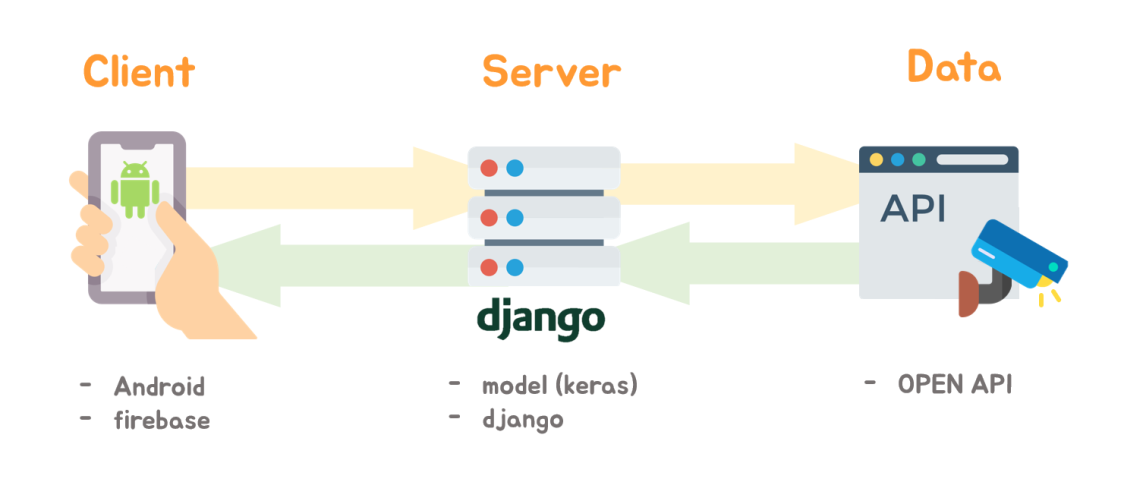 Client
Server
Data
API
django
- Android
- firebase
- model (keras)
- django
- OPEN API